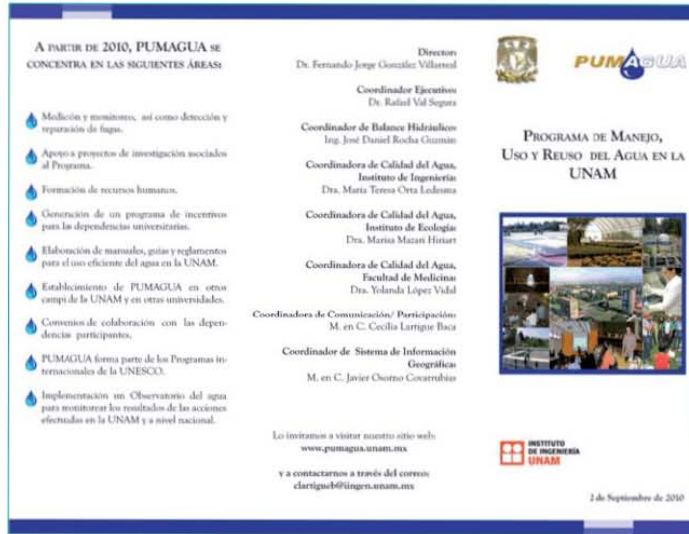 A PARTIR DE 2010, PUMAGUA SE
CONCENTRA EN LAS SIGUIENTES ÁREAS:
Medición y monitoreo, así como detección y
reparación de fugas.
Apoyo a proyectos de investigación asociados
al Programa.
Formación de recursos humanos.
Generación de un programa de incentivos
para las dependencias universitarias.
Elaboración de manuales, guías y reglamentos
para el uso eficiente del agua en la UNAM.
Establecimiento de PUMAGUA en otros
campi de la UNAM y en otras universidades.
Convenios de colaboración con las depen-
dencias participantes.
PUMAGUA forma parte de los Programas in-
ternacionales de la UNESCO.
Implementación un Observatorio del agua
para monitorear los resultados de las acciones
efectuadas en la UNAM y a nivel nacional.
Director:
Dr. Fernando Jorge González Villarreal
Coordinador Ejecutivo:
Dr. Rafael Val Segura
Coordinador de Balance Hidráulico:
Ing. José Daniel Rocha Guzmán
Coordinadora de Calidad del Agua,
Instituto de Ingeniería:
Dra. María Teresa Orta Ledesma
Coordinadora de Calidad del Agua,
Instituto de Ecología:
Dra. Marisa Mazari Hiriart
Coordinadora de Calidad del Agua,
Facultad de Medicina:
Dra. Yolanda López Vidal
Coordinadora de Comunicación/ Participación:
M. en C. Cecilia Lartigue Baca
Coordinador de Sistema de Información
Geográfica:
M. en C. Javier Osorno Covarrubias
Lo invitamos a visitar nuestro sitio web:
www.pumagua.unam.mx
y a contactarnos a través del correo:
clartigueb@iingen.unam.mx
PUMAGUA
PROGRAMA DE MANEJO,
USO Y REUSO DEL AGUA EN LA
UNAM
INSTITUTO
DE INGENIERÍA
UNAM
2 de Septiembre de 2010